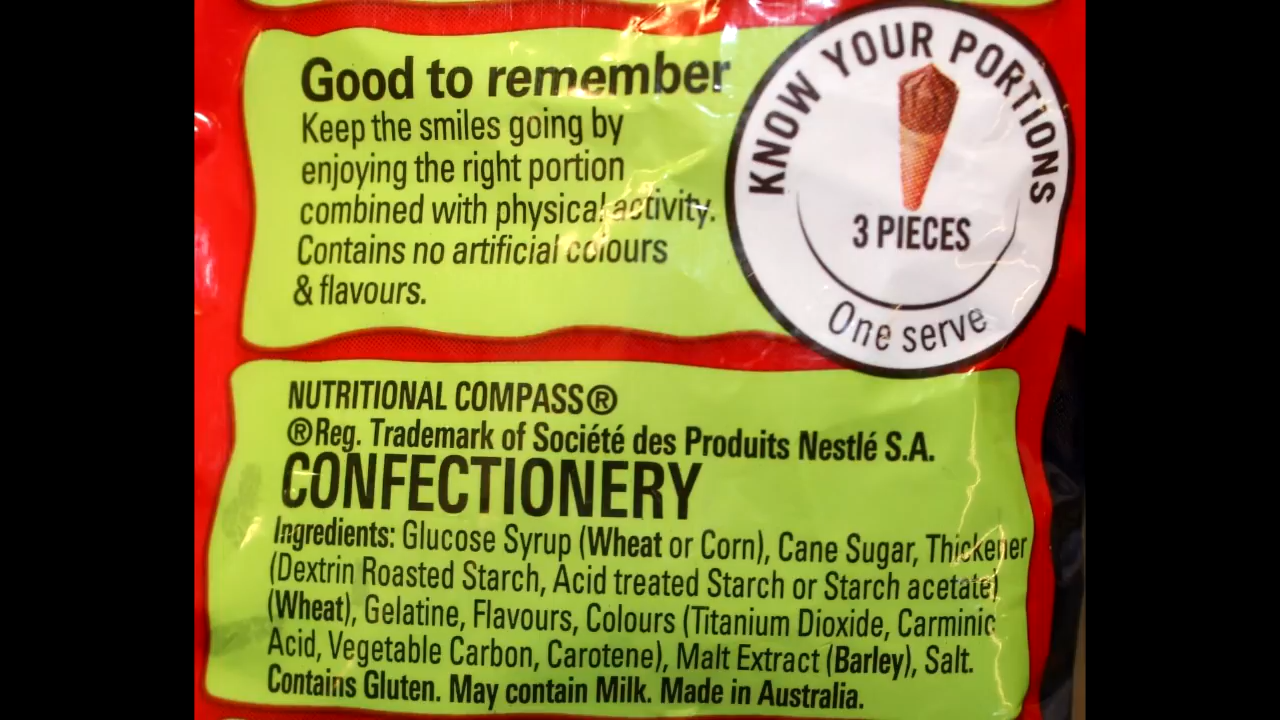 Good to remember
Keep the smiles going by
enjoying the right portion
combined with physical activity.
Contains no artificial colours
& flavours.
KNOW YOUR PORTIONS
3 PIECES
One serve
NUTRITIONAL COMPASS®
®Reg. Trademark of Société des Produits Nestlé S.A.
CONFECTIONERY
Ingredients: Glucose Syrup (Wheat or Corn), Cane Sugar, Thickener
(Dextrin Roasted Starch, Acid treated Starch or Starch acetate)
(Wheat), Gelatine, Flavours, Colours (Titanium Dioxide, Carminic
Acid, Vegetable Carbon, Carotene), Malt Extract (Barley), Salt.
Contains Gluten. May contain Milk. Made in Australia.